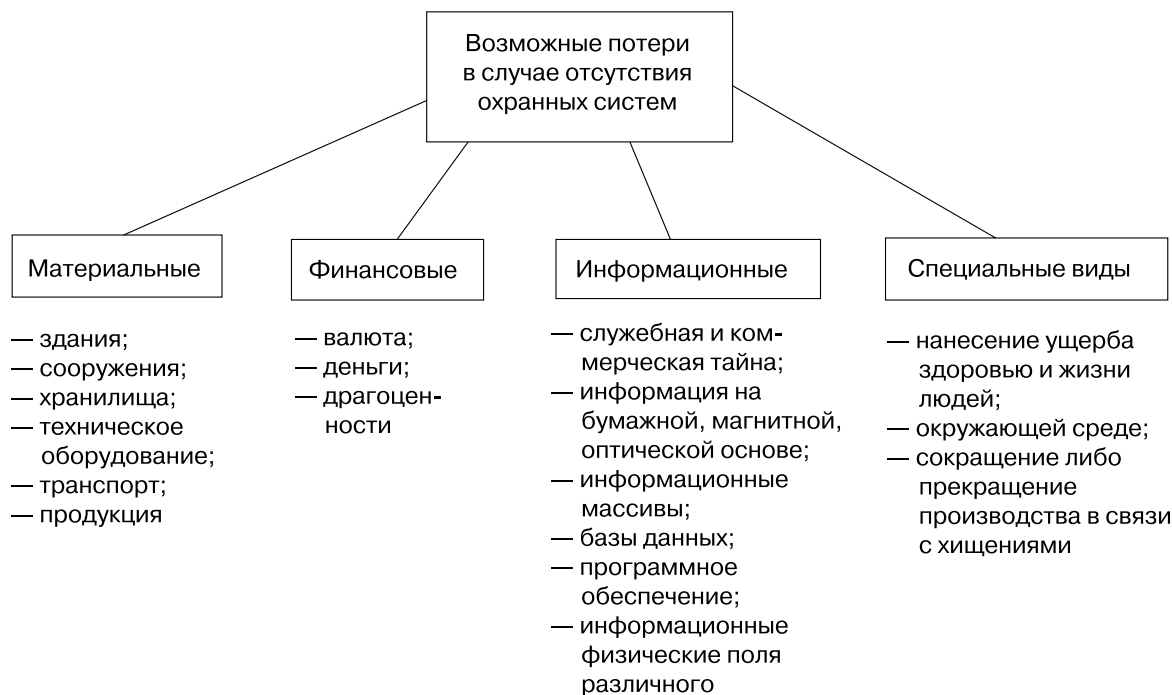 Возможные потери
в случае отсутствия
охранных систем
Материальные
Финансовые
Информационные
Специальные виды
— здания;
— сооружения;
— хранилища;
— техническое
оборудование;
— транспорт;
— продукция
— валюта;
— деньги;
— драгоцен-
ности
— служебная и ком-
мерческая тайна;
— информация на
бумажной, магнитной,
оптической основе;
— информационные
массивы;
— базы данных;
— программное
обеспечение;
— информационные
физические поля
различного
— нанесение ущерба
здоровью и жизни
людей;
— окружающей среде;
— сокращение либо
прекращение
производства в связи
с хищениями